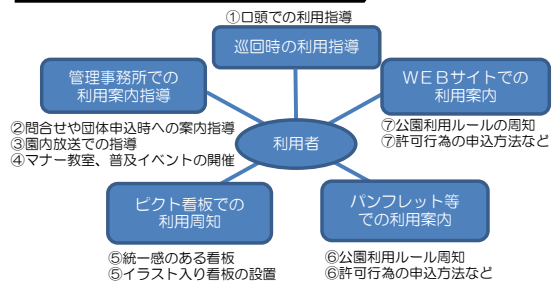 ①口頭での利用指導
巡回時の利用指導
管理事務所での
利用案内指導
②問合せや団体申込時への案内指導
③園内放送での指導
④マナー教室、普及イベントの開催
WEBサイトでの
利用案内
⑦公園利用ルールの周知
⑦許可行為の申込方法など
利用者
ピクト看板での
利用周知
⑤統一感のある看板
⑤イラスト入り看板の設置
パンフレット等
での利用案内
⑥公園利用ルール周知
⑥許可行為の申込方法など